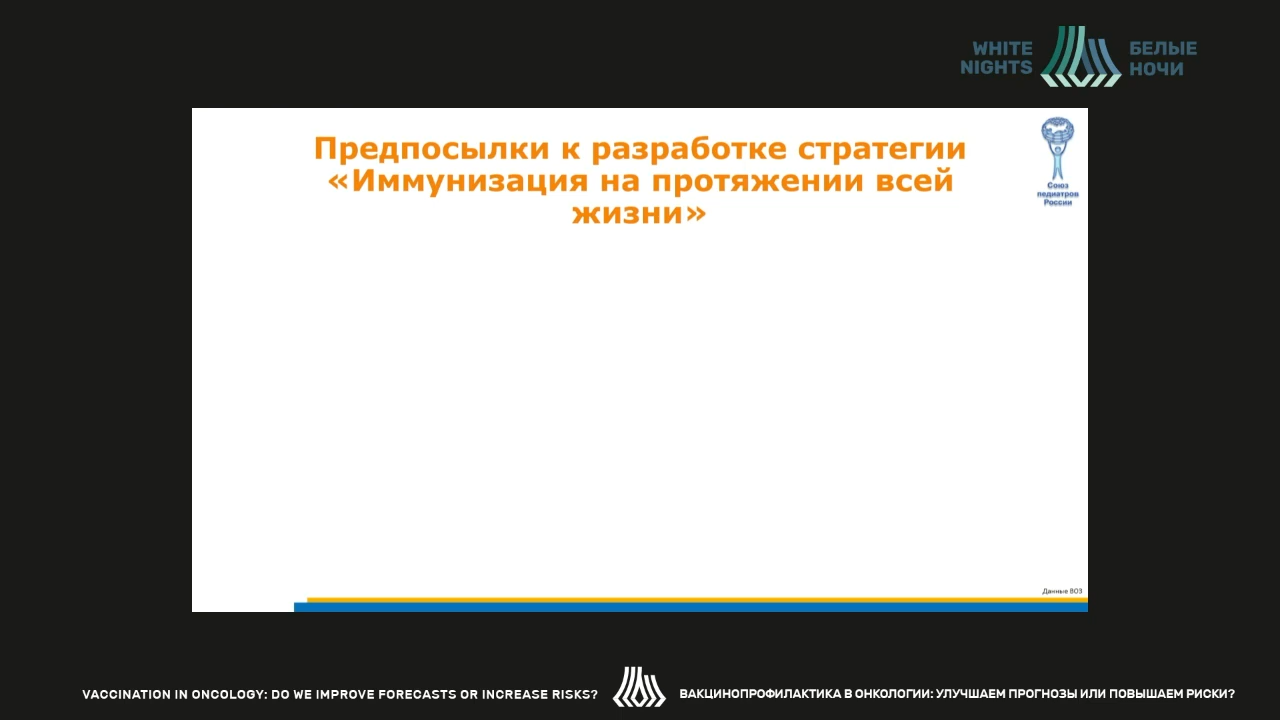 WHITE
NIGHTS
БЕЛЫЕ
НОЧИ
Предпосылки к разработке стратегии
«Иммунизация на протяжении всей
жизни»
Союз
педиатров
России
Данные ВОЗ
VACCINATION IN ONCOLOGY: DO WE IMPROVE FORECASTS OR INCREASE RISKS?
ВАКЦИНОПРОФИЛАКТИКА В ОНКОЛОГИИ: УЛУЧШАЕМ ПРОГНОЗЫ ИЛИ ПОВЫШАЕМ РИСКИ?